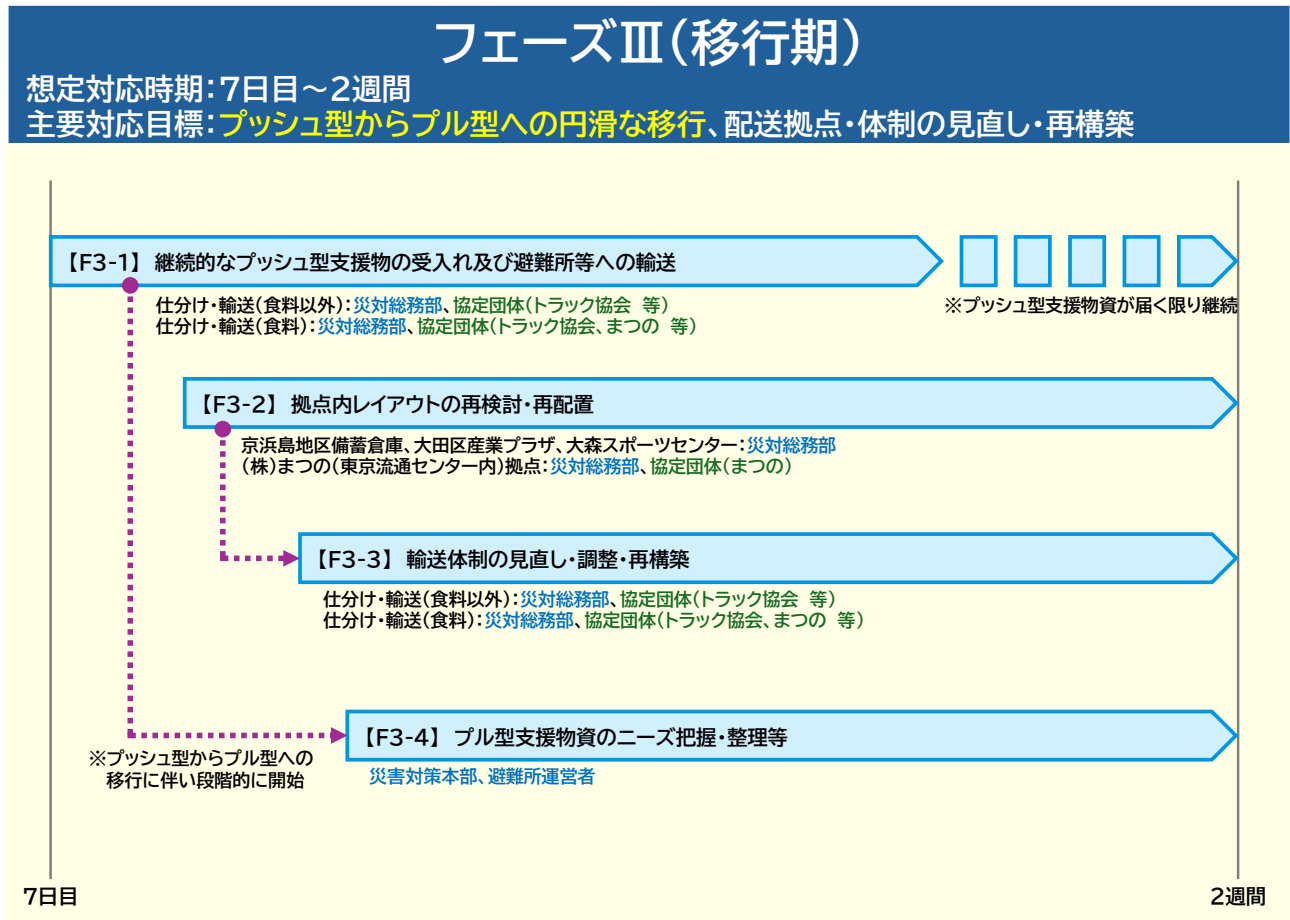 フェーズⅢ(移行期)
想定対応時期:7日目~2週間
主要対応目標:プッシュ型からプル型への円滑な移行、配送拠点・体制の見直し・再構築
【F3-1】 継続的なプッシュ型支援物の受入れ及び避難所等への輸送
仕分け・輸送(食料以外):災対総務部、協定団体(トラック協会 等)
仕分け・輸送(食料):災対総務部、協定団体(トラック協会、まつの 等)
※プッシュ型支援物資が届く限り継続
【F3-2】 拠点内レイアウトの再検討・再配置
京浜島地区備蓄倉庫、大田区産業プラザ、大森スポーツセンター:災対総務部
(株)まつの(東京流通センター内)拠点:災対総務部、協定団体(まつの)
【F3-3】 輸送体制の見直し・調整・再構築
仕分け・輸送(食料以外):災対総務部、協定団体(トラック協会 等)
仕分け・輸送(食料):災対総務部、協定団体(トラック協会、まつの 等)
【F3-4】 プル型支援物資のニーズ把握・整理等
※プッシュ型からプル型への
移行に伴い段階的に開始
災害対策本部、避難所運営者
7日目
2週間